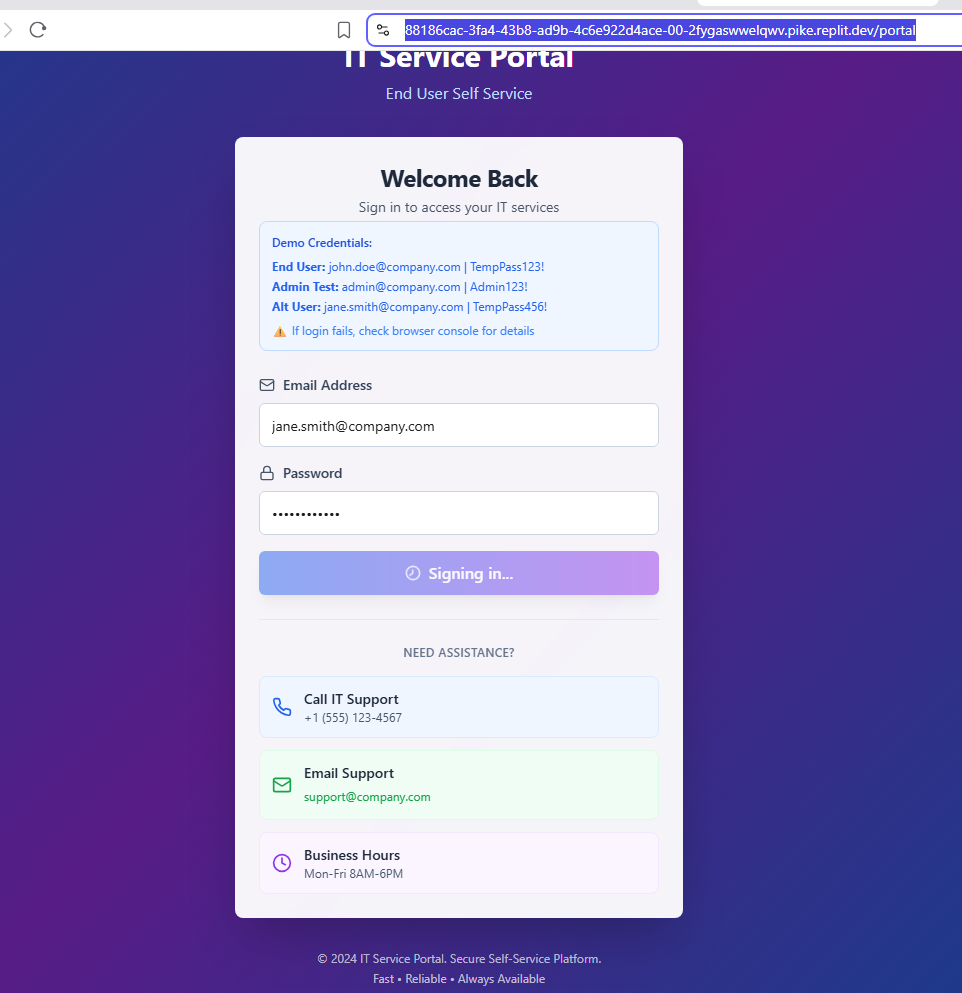 88186cac-3fa4-43b8-ad9b-4c6e922d4ace-00-2fygaswwelqwv.pike.replit.dev/portal
IT Service Portal
End User Self Service
Welcome Back
Sign in to access your IT services
Demo Credentials:
End User: john.doe@company.com | TempPass123!
Admin Test: admin@company.com | Admin123!
Alt User: jane.smith@company.com | TempPass456!
If login fails, check browser console for details
Email Address
jane.smith@company.com
Password
••••••••••••
Signing in...
NEED ASSISTANCE?
Call IT Support
+1 (555) 123-4567
Email Support
support@company.com
Business Hours
Mon-Fri 8AM-6PM
© 2024 IT Service Portal. Secure Self-Service Platform.
Fast • Reliable • Always Available